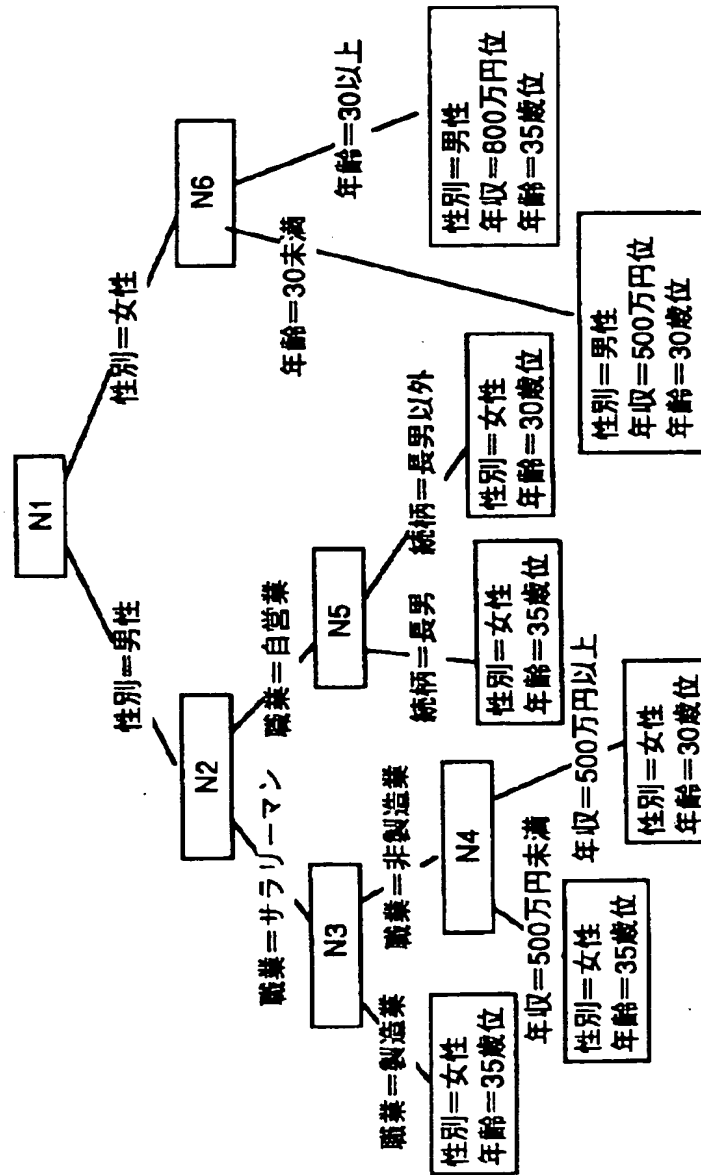 N1
性別=男性
性別=女性
N2
N6
職業=サラリーマン
職業=自営業
年齢=30未満
年齢=30以上
N3
N5
職業=製造業
職業=非製造業
続柄=長男
続柄=長男以外
性別=男性
年収=800万円位
年齢=35歳位
N4
性別=女性
年齢=35歳位
性別=女性
年齢=35歳位
性別=女性
年齢=30歳位
年収=500万円未満
年収=500万円以上
性別=男性
年収=500万円位
年齢=30歳位
性別=女性
年齢=35歳位
性別=女性
年齢=30歳位